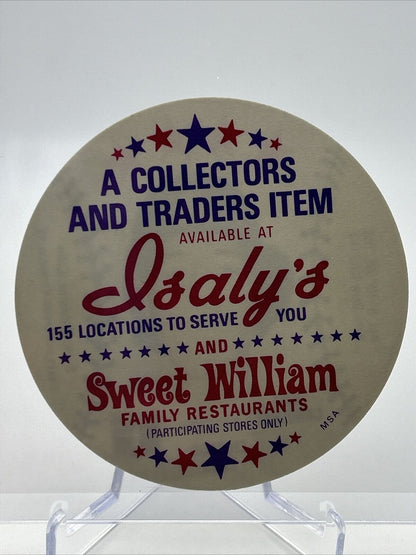 A COLLECTORS
AND TRADERS ITEM
AVAILABLE AT
Isaly's
155 LOCATIONS TO SERVE YOU
AND
Sweet William
FAMILY RESTAURANTS
(PARTICIPATING STORES ONLY)
MSA